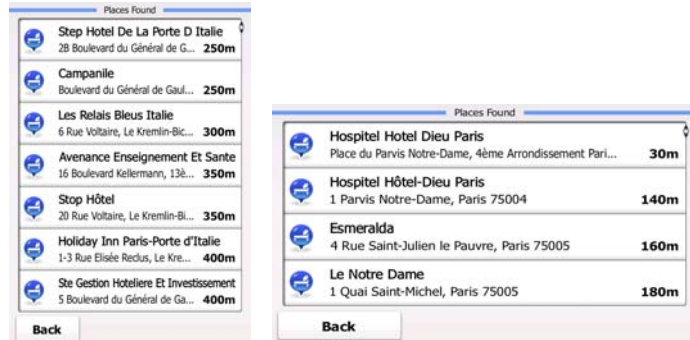 Places Found
Step Hotel De La Porte D Italie
2B Boulevard du Général de G... 250m
Campanile
Boulevard du Général de Gaul... 250m
Les Relais Bleus Italie
6 Rue Voltaire, Le Kremlin-Bic... 300m
Avenance Enseignement Et Sante
16 Boulevard Kellermann, 13è... 350m
Stop Hôtel
20 Rue Voltaire, Le Kremlin-Bi... 350m
Holiday Inn Paris-Porte d'Italie
1-3 Rue Elisée Reclus, Le Kre... 400m
Ste Gestion Hoteliere Et Investissement
5 Boulevard du Général de Ga... 400m
Back
Places Found
Hospitel Hotel Dieu Paris
Place du Parvis Notre-Dame, 4ème Arrondissement Pari... 30m
Hospitel Hôtel-Dieu Paris
1 Parvis Notre-Dame, Paris 75004 140m
Esmeralda
4 Rue Saint-Julien le Pauvre, Paris 75005 160m
Le Notre Dame
1 Quai Saint-Michel, Paris 75005 180m
Back